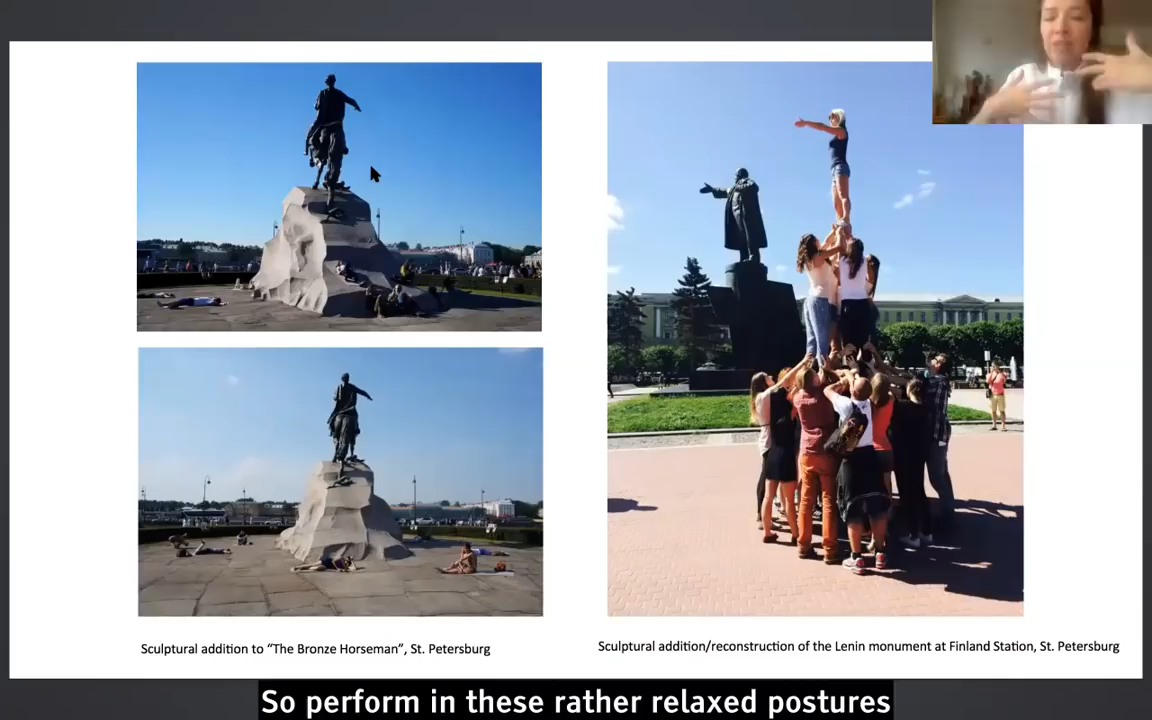 Sculptural addition to “The Bronze Horseman”, St. Petersburg
Sculptural addition/reconstruction of the Lenin monument at Finland Station, St. Petersburg
So perform in these rather relaxed postures